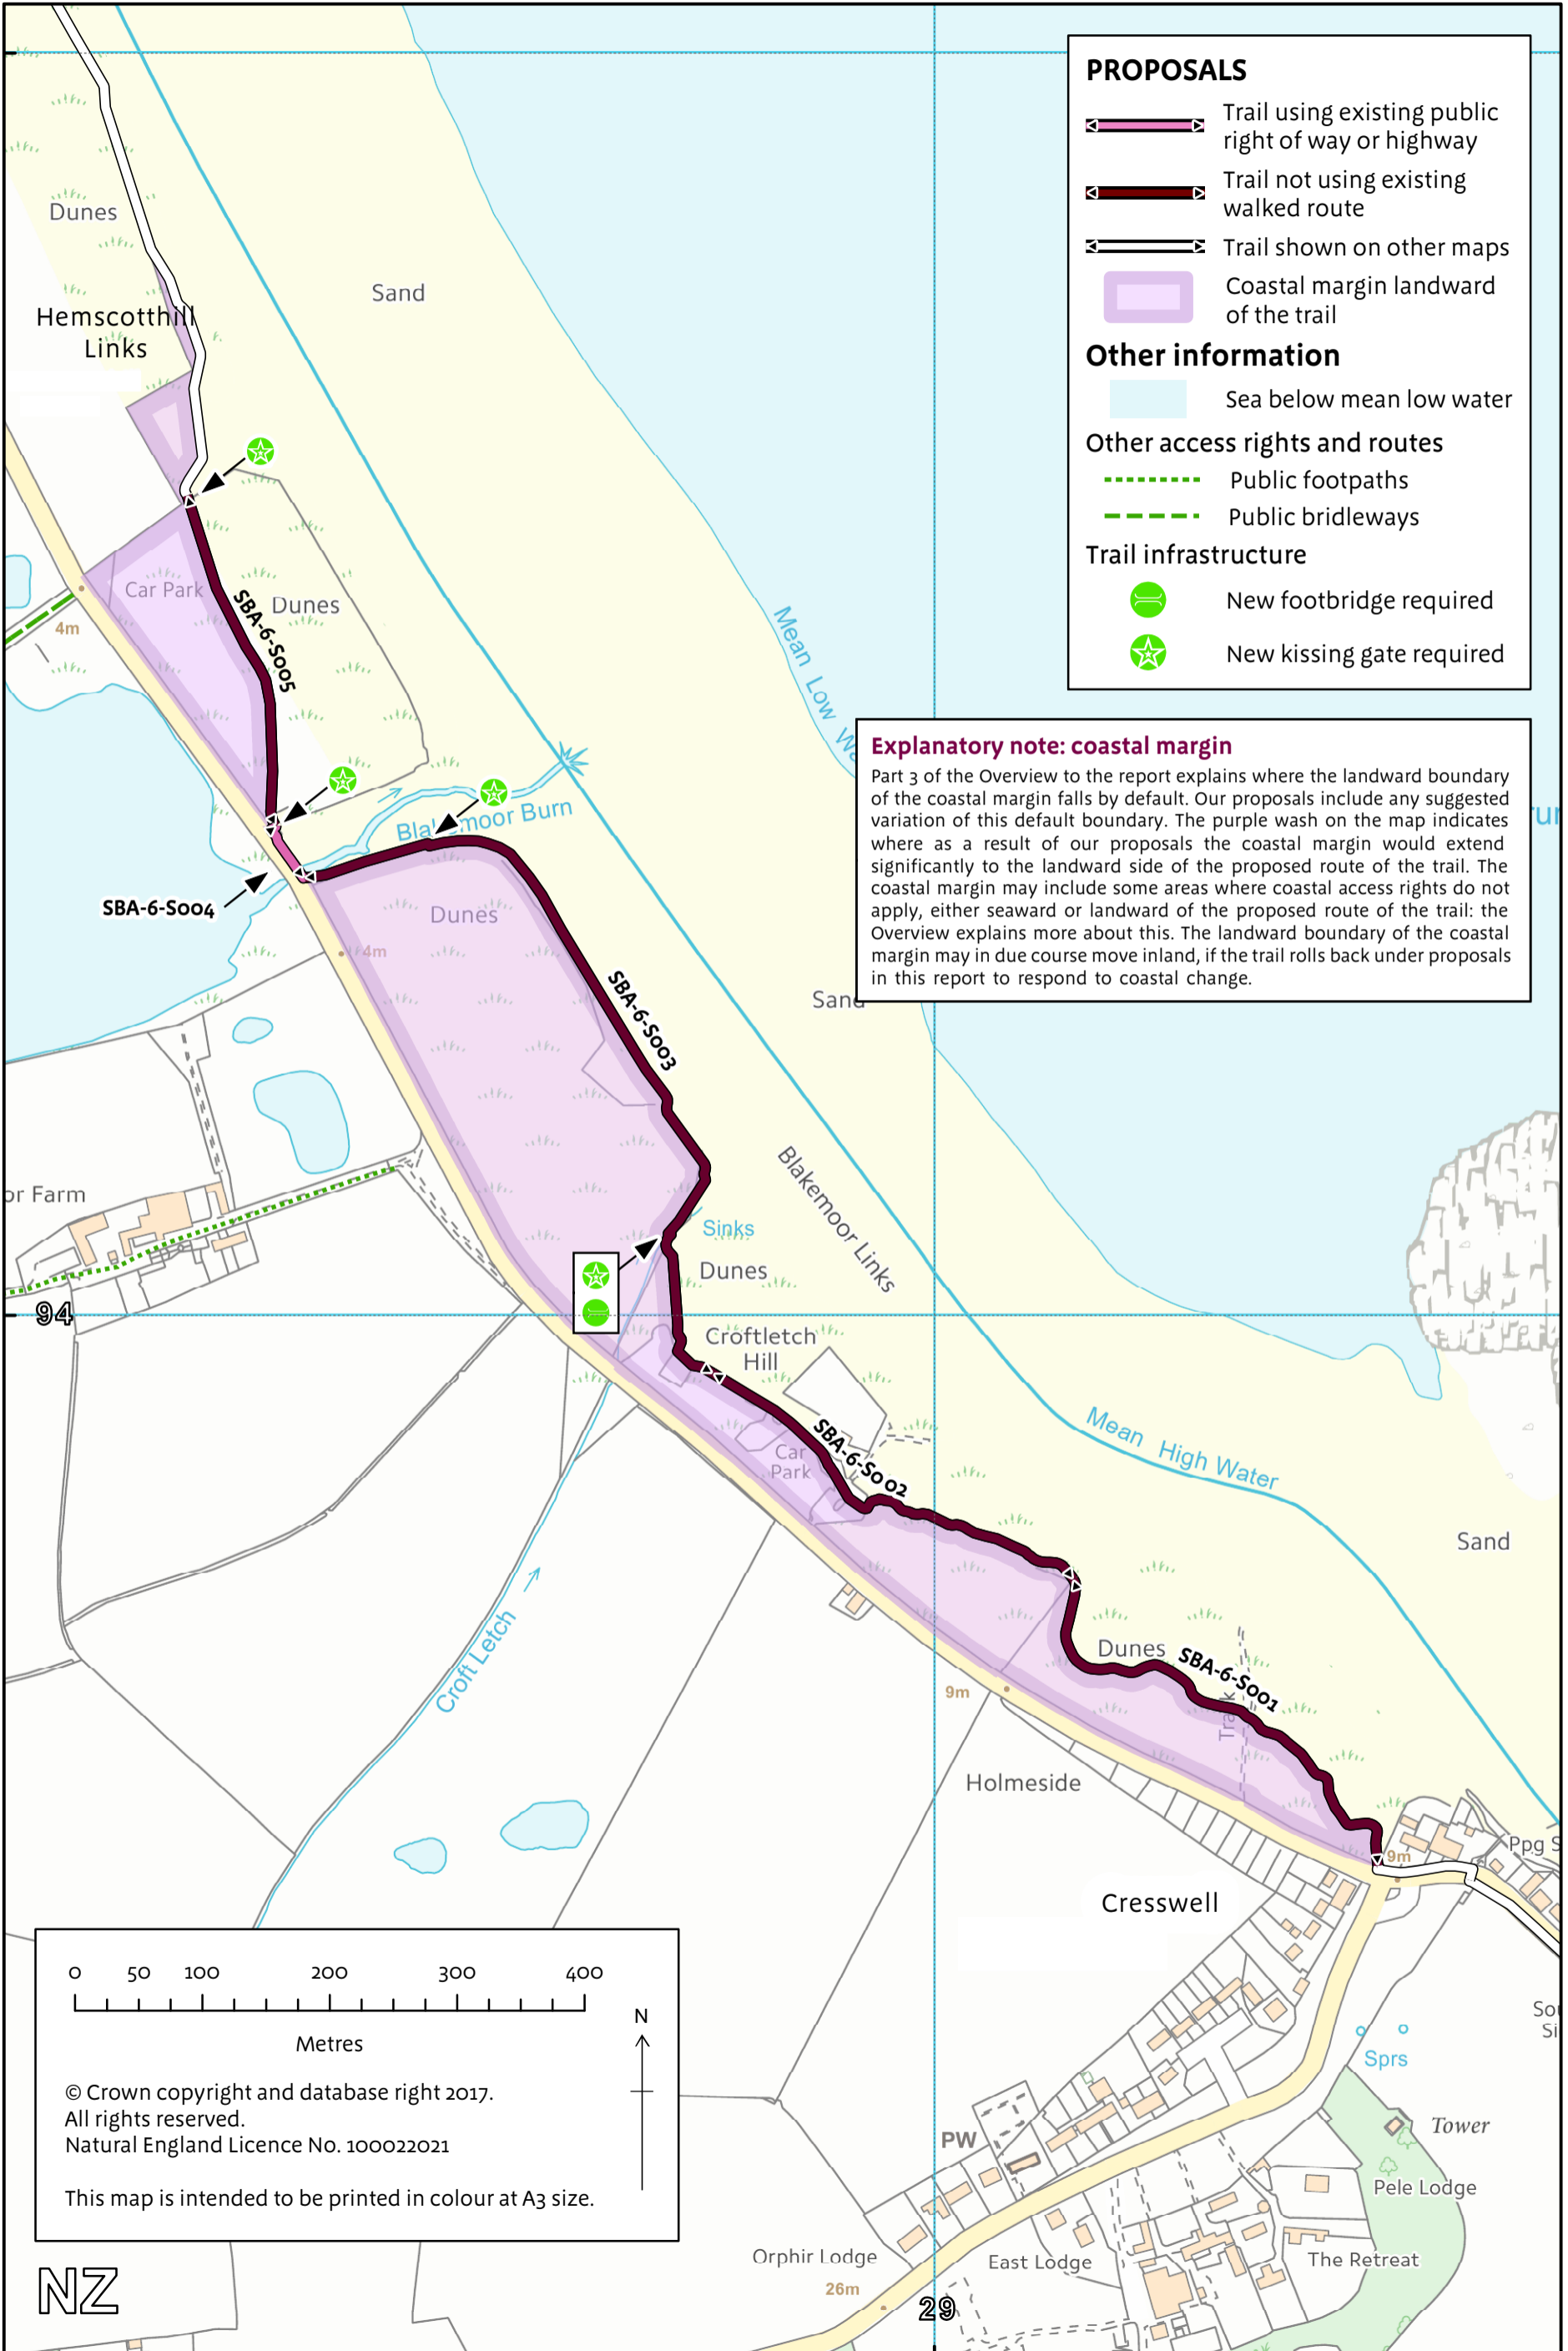 PROPOSALS
Trail using existing public
right of way or highway
Trail not using existing
walked route
Trail shown on other maps
Coastal margin landward
of the trail
Other information
Sea below mean low water
Other access rights and routes
Public footpaths
Public bridleways
Trail infrastructure
New footbridge required
New kissing gate required
Explanatory note: coastal margin
Part 3 of the Overview to the report explains where the landward boundary
of the coastal margin falls by default. Our proposals include any suggested
variation of this default boundary. The purple wash on the map indicates
where as a result of our proposals the coastal margin would extend
significantly to the landward side of the proposed route of the trail. The
coastal margin may include some areas where coastal access rights do not
apply, either seaward or landward of the proposed route of the trail: the
Overview explains more about this. The landward boundary of the coastal
margin may in due course move inland, if the trail rolls back under proposals
in this report to respond to coastal change.
Dunes
Sand
Hemscotthill
Links
Car Park
Dunes
SBA-6-S005
4m
Mean Low Wa
Blakemoor Burn
SBA-6-S004
Dunes
4m
SBA-6-S003
Sand
Blakemoor Links
or Farm
Sinks
Dunes
94
Croftletch
Hill
Mean High Water
SBA-6-S002
Car
Park
Sand
Croft Letch
Dunes
SBA-6-S001
Track
9m
Holmeside
9m
Ppg S
Cresswell
0 50 100 200 300 400
Metres
N
© Crown copyright and database right 2017.
All rights reserved.
Natural England Licence No. 100022021
This map is intended to be printed in colour at A3 size.
Sou
Si
Sprs
Tower
PW
Pele Lodge
Orphir Lodge
East Lodge
The Retreat
26m
NZ
29